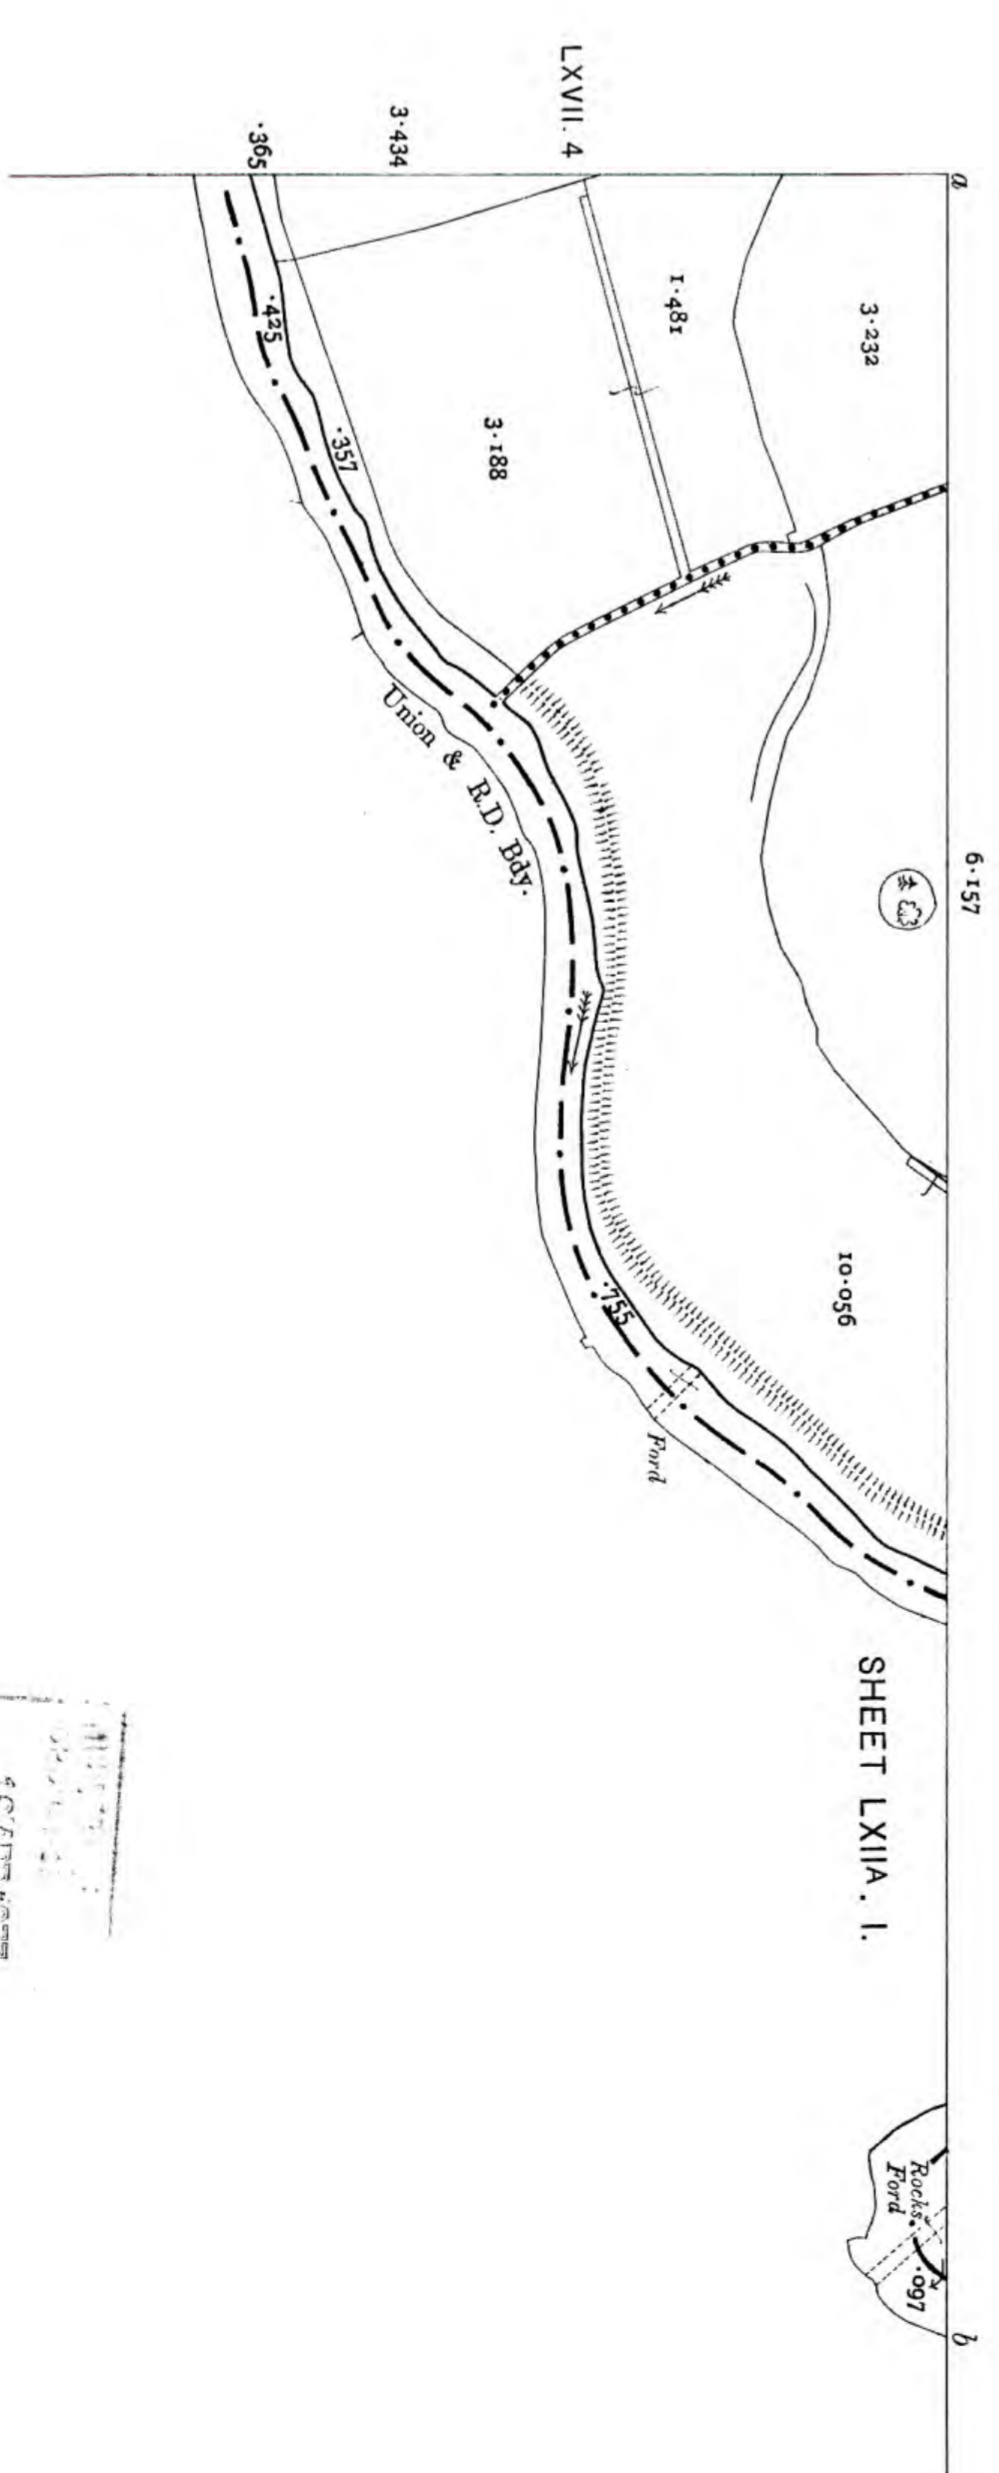 a
6·157
b
LXVII. 4
3·232
1·481
3·188
3·434
·365
·425
·357
10·056
·755
Union & R.D. Bdy.
Ford
SHEET LXIIA. 1.
Rocks
Ford
·097